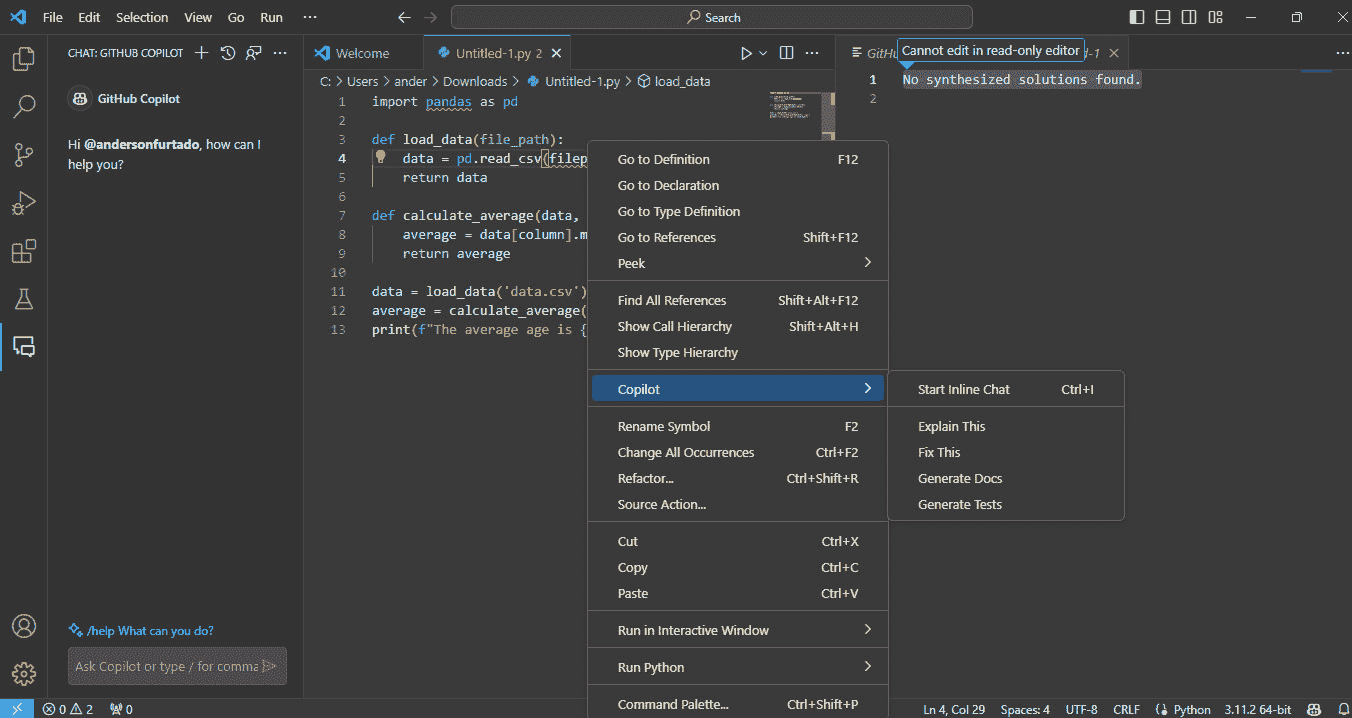 File Edit Selection View Go Run ··· Search
CHAT: GITHUB COPILOT
GitHub Copilot
Hi @andersonfurtado, how can I
help you?
/help What can you do?
Ask Copilot or type / for comma
Welcome
Untitled-1.py 2
C: > Users > ander > Downloads > Untitled-1.py > load_data
1 import pandas as pd
2
3 def load_data(file_path):
4 data = pd.read_csv(filep
5 return data
6
7 def calculate_average(data,
8 average = data[column].m
9 return average
10
11 data = load_data('data.csv')
12 average = calculate_average(
13 print(f"The average age is {
Go to Definition F12
Go to Declaration
Go to Type Definition
Go to References Shift+F12
Peek
Find All References Shift+Alt+F12
Show Call Hierarchy Shift+Alt+H
Show Type Hierarchy
Copilot
Rename Symbol F2
Change All Occurrences Ctrl+F2
Refactor... Ctrl+Shift+R
Source Action...
Cut Ctrl+X
Copy Ctrl+C
Paste Ctrl+V
Run in Interactive Window
Run Python
Command Palette... Ctrl+Shift+P
Start Inline Chat Ctrl+I
Explain This
Fix This
Generate Docs
Generate Tests
Cannot edit in read-only editor
1 No synthesized solutions found.
2
0 2 0
Ln 4, Col 29 Spaces: 4 UTF-8 CRLF Python 3.11.2 64-bit